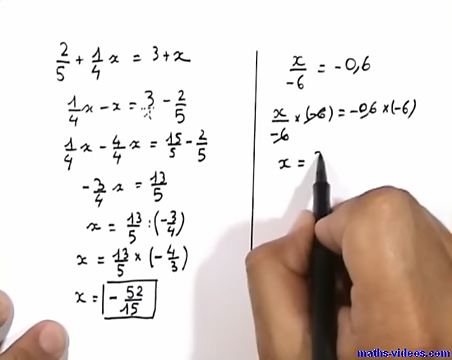 2/5 + 1/4 x = 3 + x
1/4 x - x = 3 - 2/5
1/4 x - 4/4 x = 15/5 - 2/5
-3/4 x = 13/5
x = 13/5 : (-3/4)
x = 13/5 × (-4/3)
x = -52/15
x/-6 = -0,6
x/-6 × (-6) = -0,6 × (-6)
x =
maths-videos.com